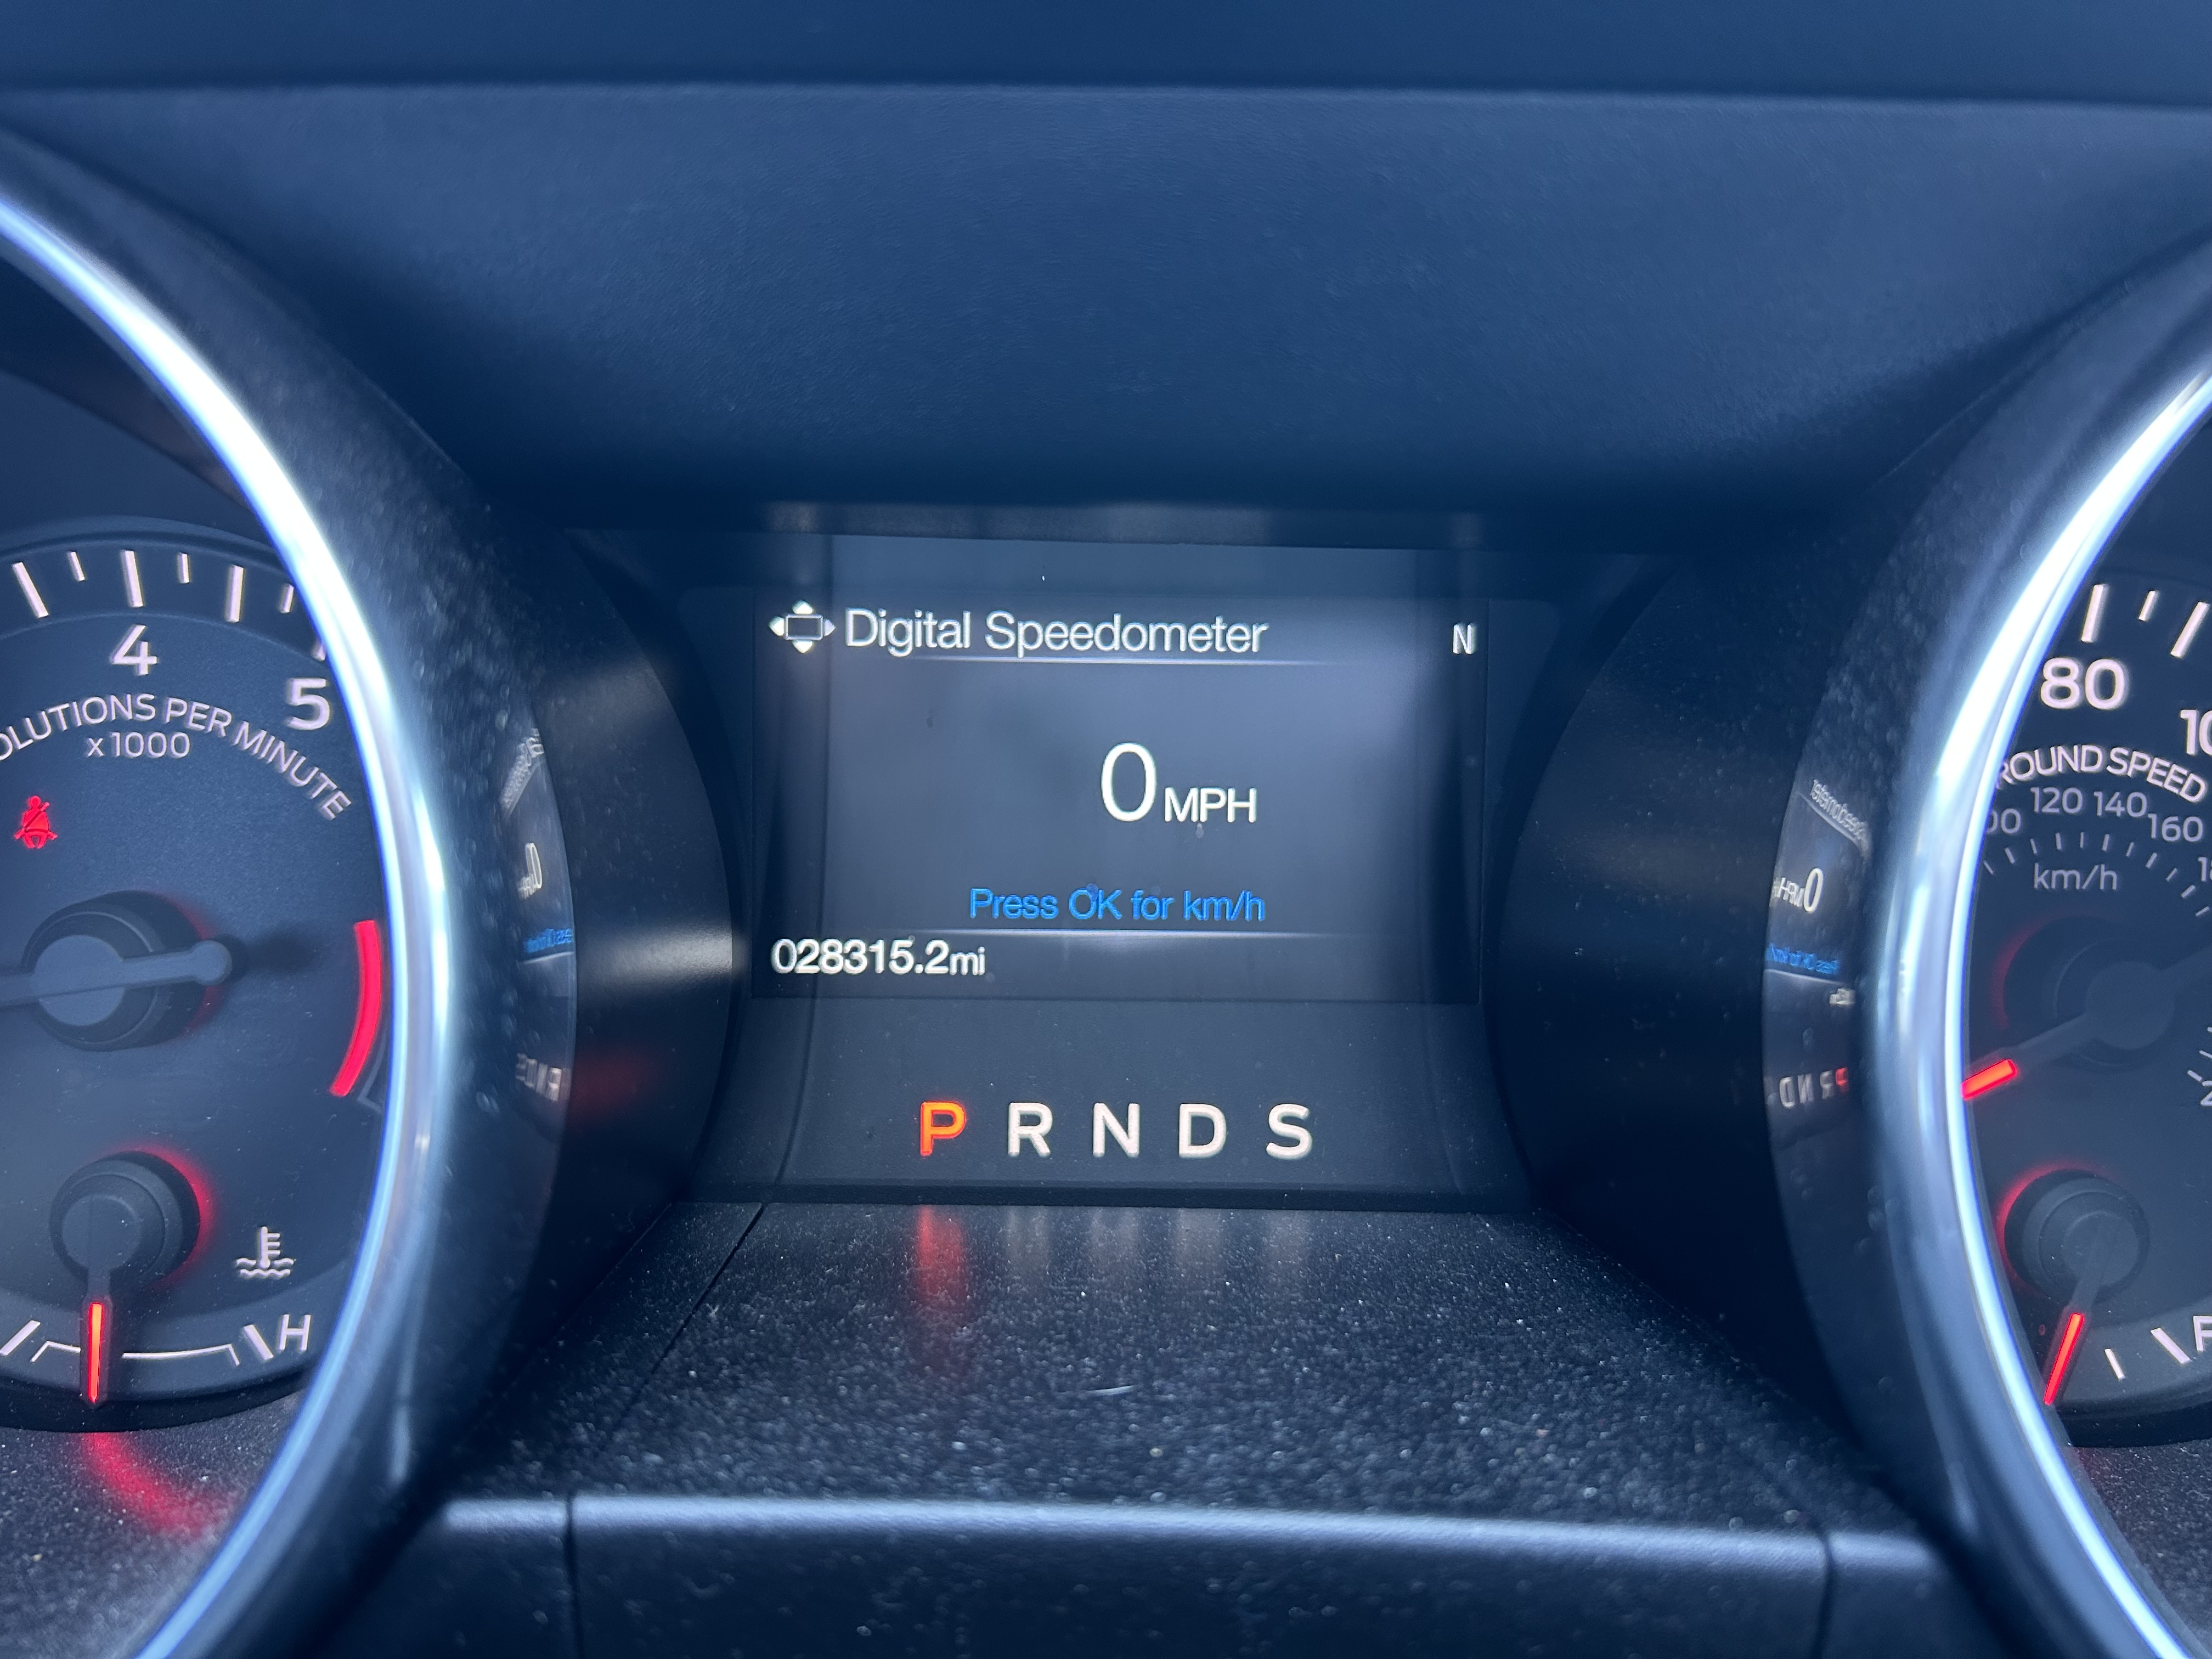 Digital Speedometer N
0 MPH
Press OK for km/h
028315.2mi
P R N D S
4
5
OLUTIONS PER MINUTE
x1000
H
80
ROUND SPEED
120 140 160
km/h